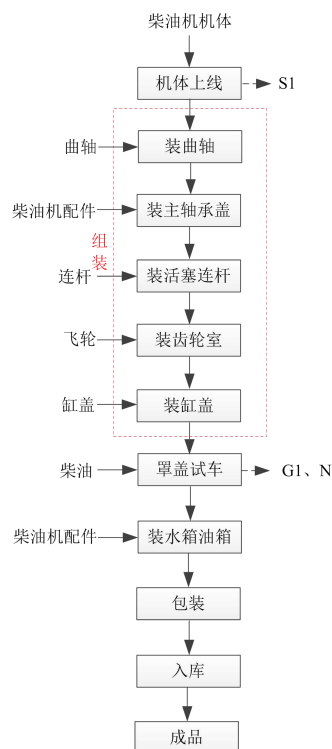 柴油机机体
机体上线
S1
曲轴
装曲轴
柴油机配件
装主轴承盖
组装
连杆
装活塞连杆
飞轮
装齿轮室
缸盖
装缸盖
柴油
罩盖试车
G1、N
柴油机配件
装水箱油箱
包装
入库
成品